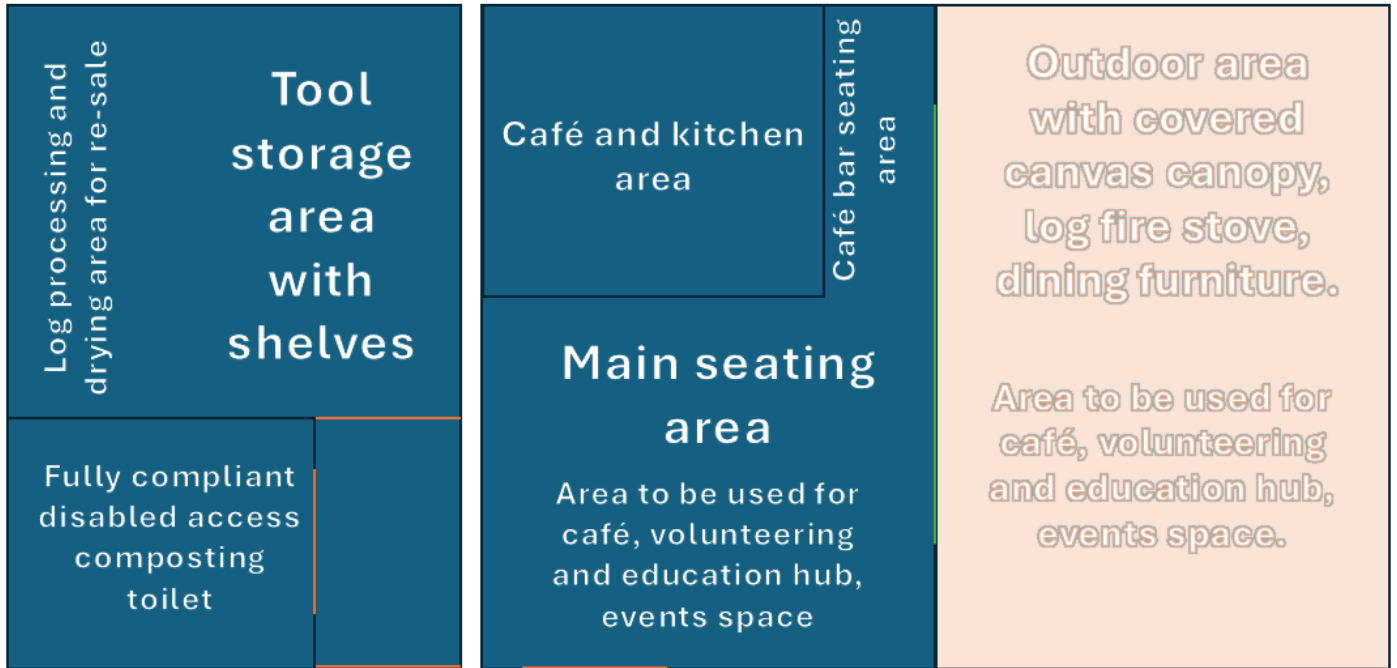 Log processing and
drying area for re-sale
Tool
storage
area
with
shelves
Fully compliant
disabled access
composting
toilet
Café and kitchen
area
Café bar seating
area
Main seating
area
Area to be used for
café, volunteering
and education hub,
events space
Outdoor area
with covered
canvas canopy,
log fire stove,
dining furniture.
Area to be used for
café, volunteering
and education hub,
events space.